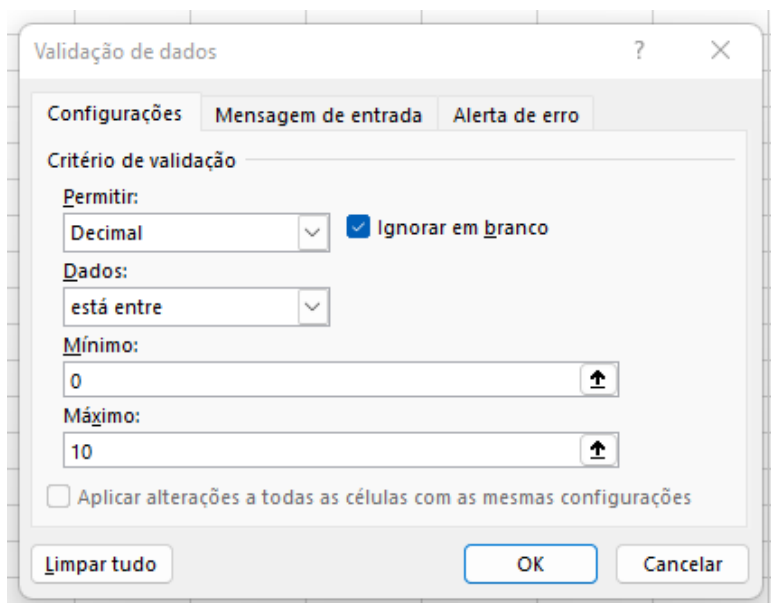 Validação de dados
?
Configurações
Mensagem de entrada
Alerta de erro
Critério de validação
Permitir:
Decimal
Ignorar em branco
Dados:
está entre
Mínimo:
0
Máximo:
10
Aplicar alterações a todas as células com as mesmas configurações
Limpar tudo
OK
Cancelar